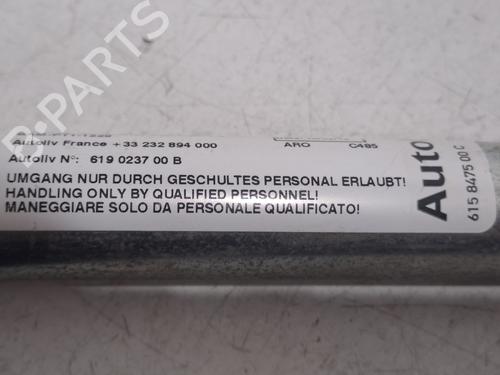 Autoliv France + 33 232 894 000
Autoliv N°: 619 0237 00 B
UMGANG NUR DURCH GESCHULTES PERSONAL ERLAUBT!
HANDLING ONLY BY QUALIFIED PERSONNEL!
MANEGGIARE SOLO DA PERSONALE QUALIFICATO!
ARO C485
Auto
615 8475 00 C
PARTS